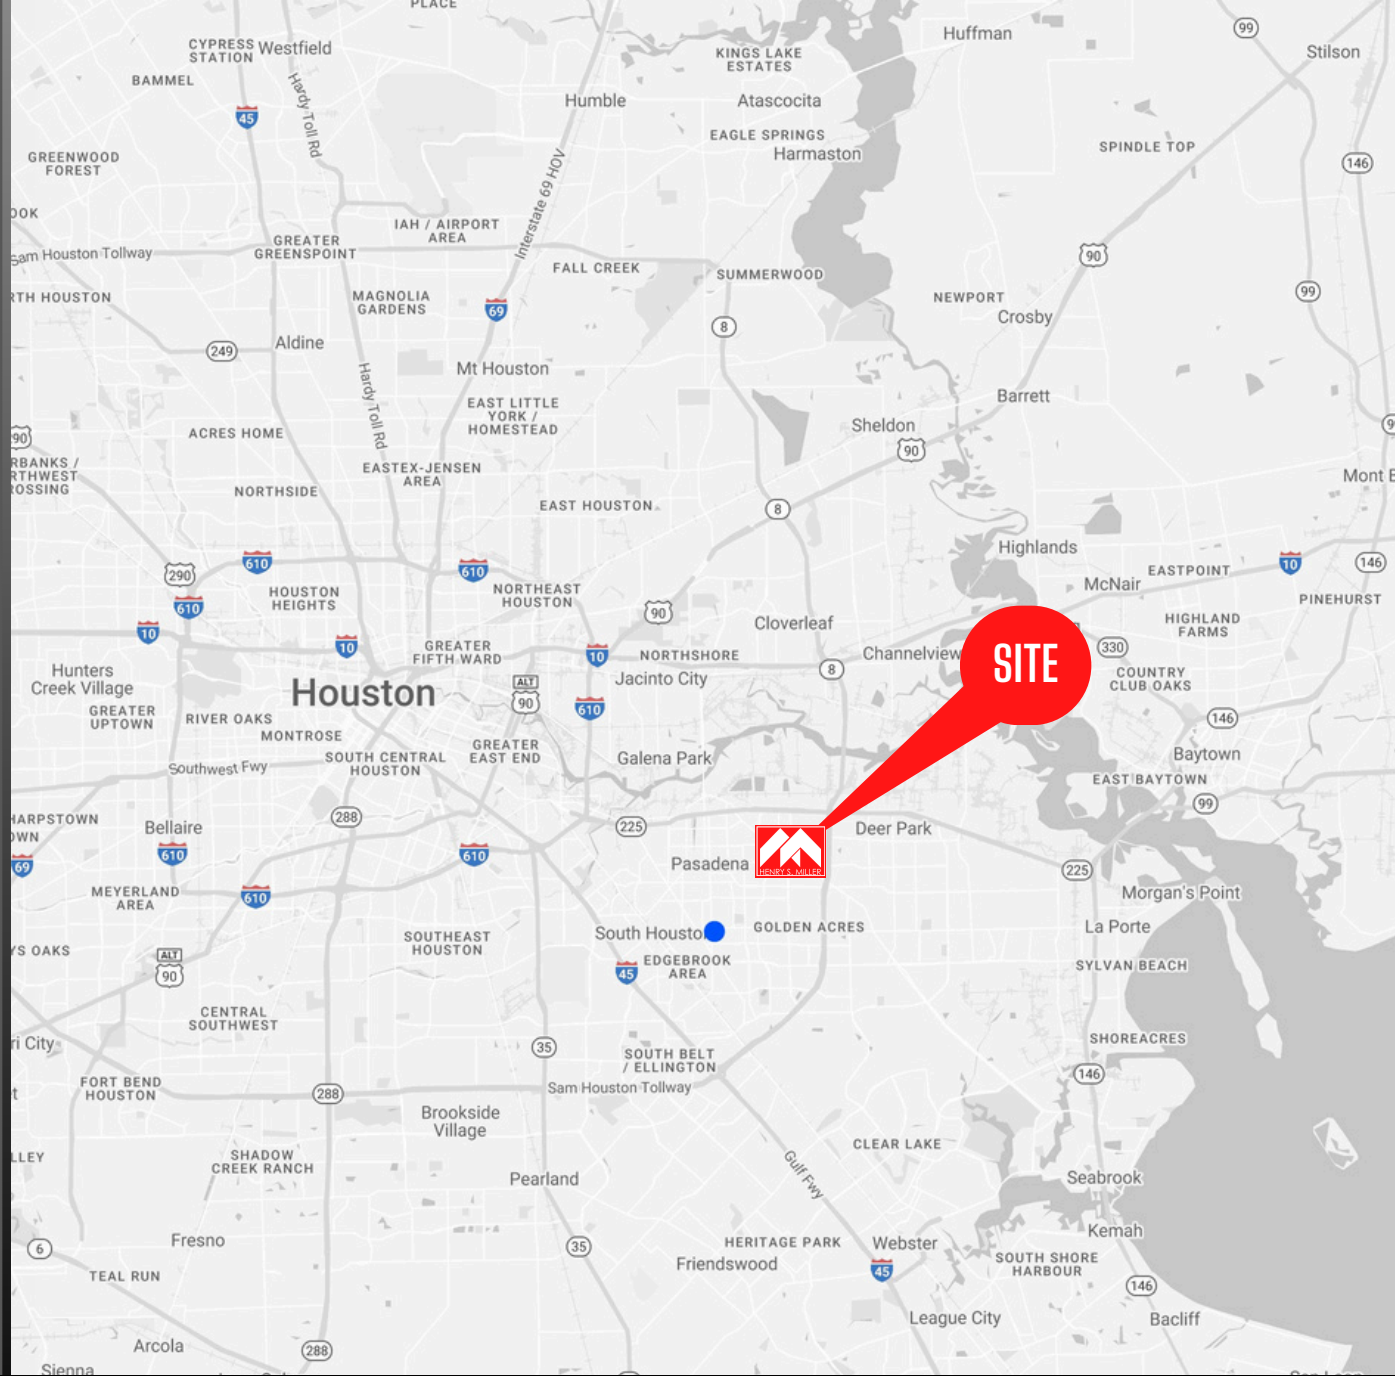 PLACE
CYPRESS
STATION
Westfield
BAMMEL
45
Hardy Toll Rd
KINGS LAKE
ESTATES
Huffman
99
Stilson
Humble
Atascocita
EAGLE SPRINGS
Harmaston
SPINDLE TOP
146
GREENWOOD
FOREST
OOK
Sam Houston Tollway
GREATER
GREENSPOINT
IAH / AIRPORT
AREA
Interstate 69 HOV
FALL CREEK
SUMMERWOOD
90
99
RTH HOUSTON
MAGNOLIA
GARDENS
69
NEWPORT
Crosby
8
249
Aldine
Hardy Toll Rd
Mt Houston
EAST LITTLE
YORK /
HOMESTEAD
Barrett
Sheldon
90
90
ACRES HOME
RBANKS /
RTHWEST
ROSSING
EASTEX-JENSEN
AREA
NORTHSIDE
EAST HOUSTON
8
Mont B
Highlands
290
610
610
610
HOUSTON
HEIGHTS
NORTHEAST
HOUSTON
90
McNair
EASTPOINT
10
146
PINEHURST
10
10
GREATER
FIFTH WARD
10
NORTHSHORE
Cloverleaf
Channelview
8
SITE
330
HIGHLAND
FARMS
COUNTRY
CLUB OAKS
Hunters
Creek Village
Houston
ALT
90
Jacinto City
610
146
GREATER
UPTOWN
RIVER OAKS
MONTROSE
SOUTH CENTRAL
HOUSTON
GREATER
EAST END
Galena Park
Baytown
EAST BAYTOWN
99
Southwest Fwy
HARPSTOWN
OWN
288
225
Bellaire
610
69
610
Pasadena
HENRY S. MILLER
Deer Park
225
MEYERLAND
AREA
610
Morgan's Point
YS OAKS
ALT
90
SOUTHEAST
HOUSTON
South Housto
GOLDEN ACRES
La Porte
45
EDGEBROOK
AREA
SYLVAN BEACH
CENTRAL
SOUTHWEST
ri City
35
SOUTH BELT
/ ELLINGTON
SHOREACRES
146
FORT BEND
HOUSTON
288
Sam Houston Tollway
Brookside
Village
CLEAR LAKE
LLEY
SHADOW
CREEK RANCH
Pearland
Gulf Fwy
Seabrook
Kemah
6
Fresno
35
HERITAGE PARK
Webster
Friendswood
45
SOUTH SHORE
HARBOUR
TEAL RUN
146
League City
Bacliff
Arcola
288
Sienna